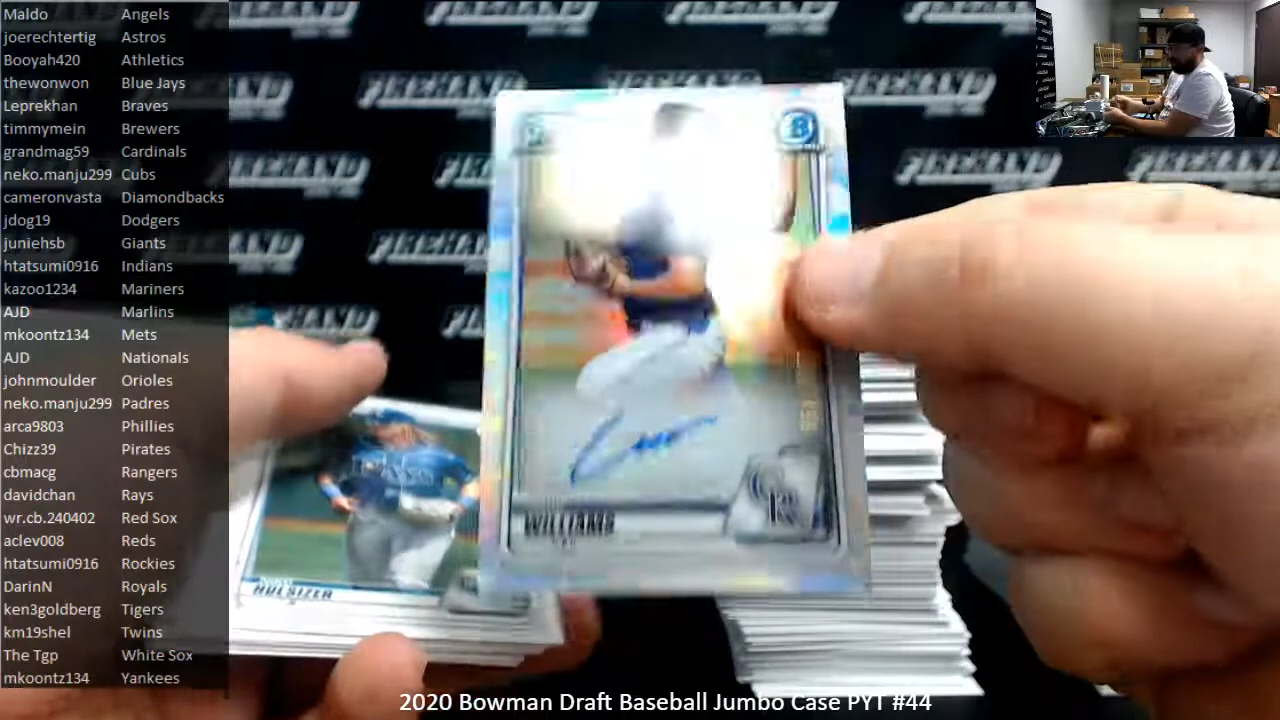 Maldo Angels
joerechtertig Astros
Booyah420 Athletics
thewonwon Blue Jays
Leprekhan Braves
timmymein Brewers
grandmag59 Cardinals
neko.manju299 Cubs
cameronvasta Diamondbacks
jdog19 Dodgers
juniehsb Giants
htatsumi0916 Indians
kazoo1234 Mariners
AJD Marlins
mkoontz134 Mets
AJD Nationals
johnmoulder Orioles
neko.manju299 Padres
arca9803 Phillies
Chizz39 Pirates
cbmacg Rangers
davidchan Rays
wr.cb.240402 Red Sox
aclev008 Reds
htatsumi0916 Rockies
DarinN Royals
ken3goldberg Tigers
km19shel Twins
The Tgp White Sox
mkoontz134 Yankees
FIREHAND
B
WILLIAMS
CR
HULSIZER
2020 Bowman Draft Baseball Jumbo Case PYT #44